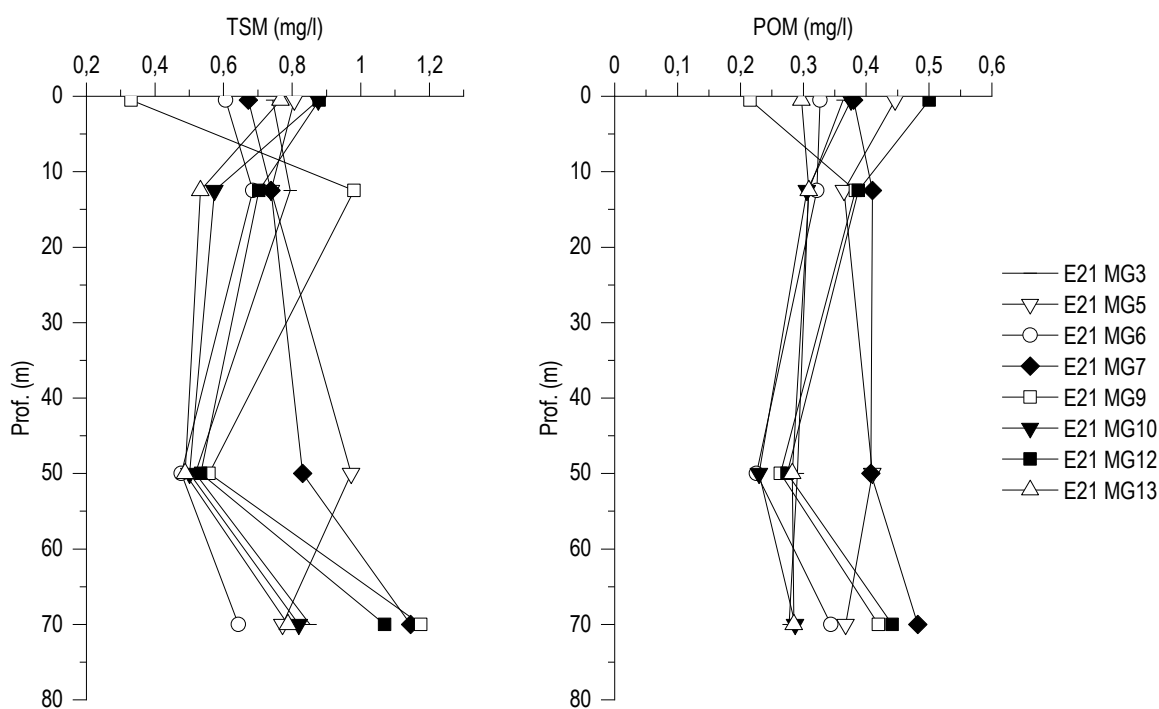 TSM (mg/l)
0,2 0,4 0,6 0,8 1 1,2
0
10
20
30
40
50
60
70
80
Prof. (m)
POM (mg/l)
0 0,1 0,2 0,3 0,4 0,5 0,6
0
10
20
30
40
50
60
70
80
Prof. (m)
E21 MG3
E21 MG5
E21 MG6
E21 MG7
E21 MG9
E21 MG10
E21 MG12
E21 MG13